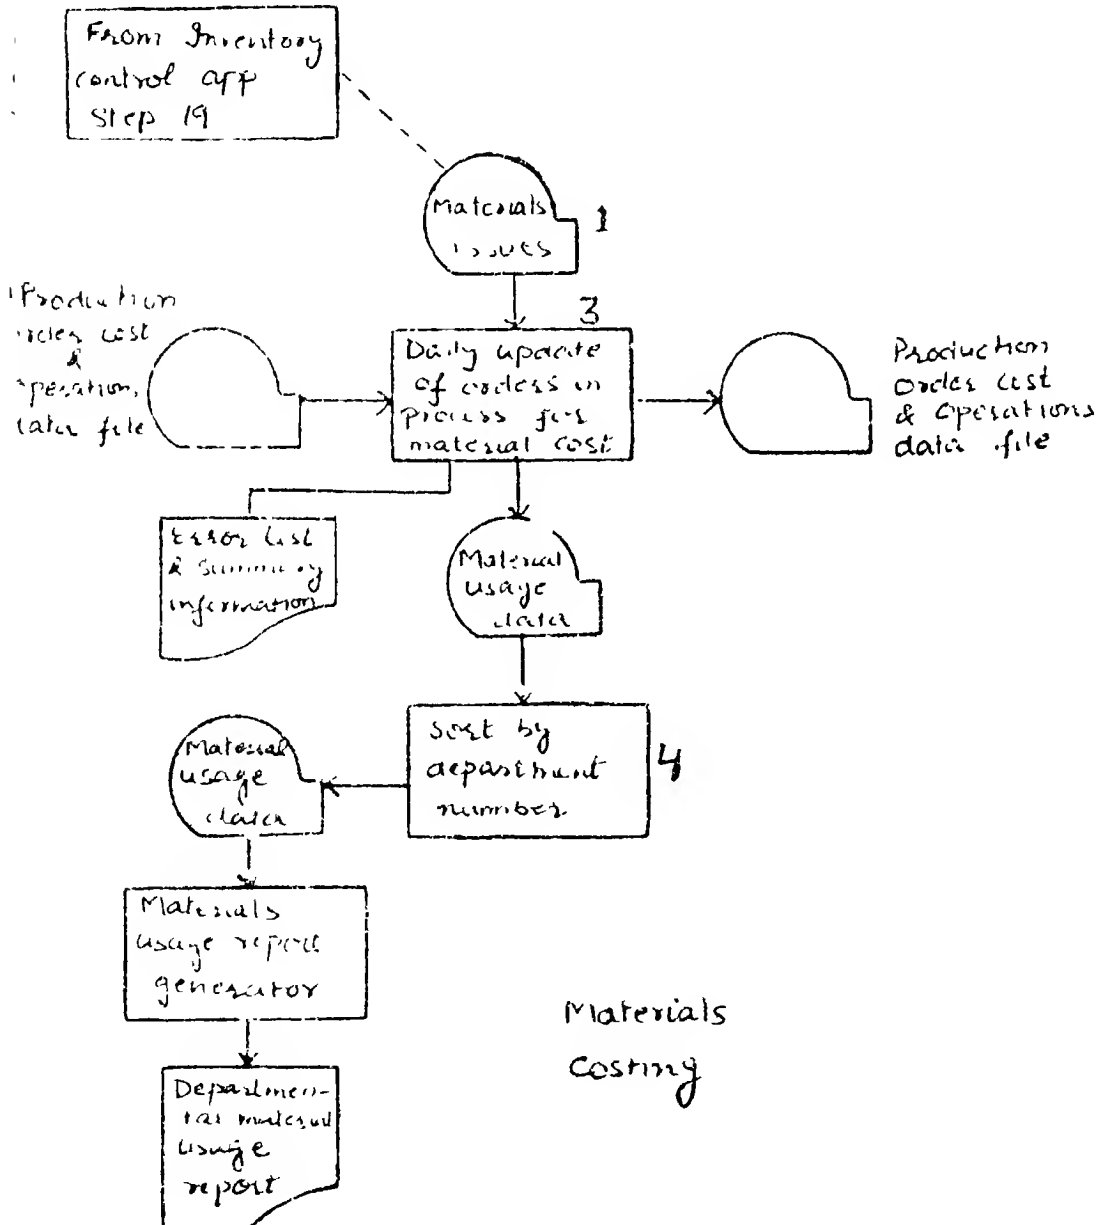 From Inventory
control app
Step 19
Materials
issues
1
Production
order cost
&
operation
data file
3
Daily update
of orders in
process for
material cost
Production
order cost
& operations
data file
Error list
& summary
information
Material
usage
data
Sort by
department
number
4
Material
usage
data
Materials
usage report
generator
Materials
Costing
Departmen-
tal material
usage
report